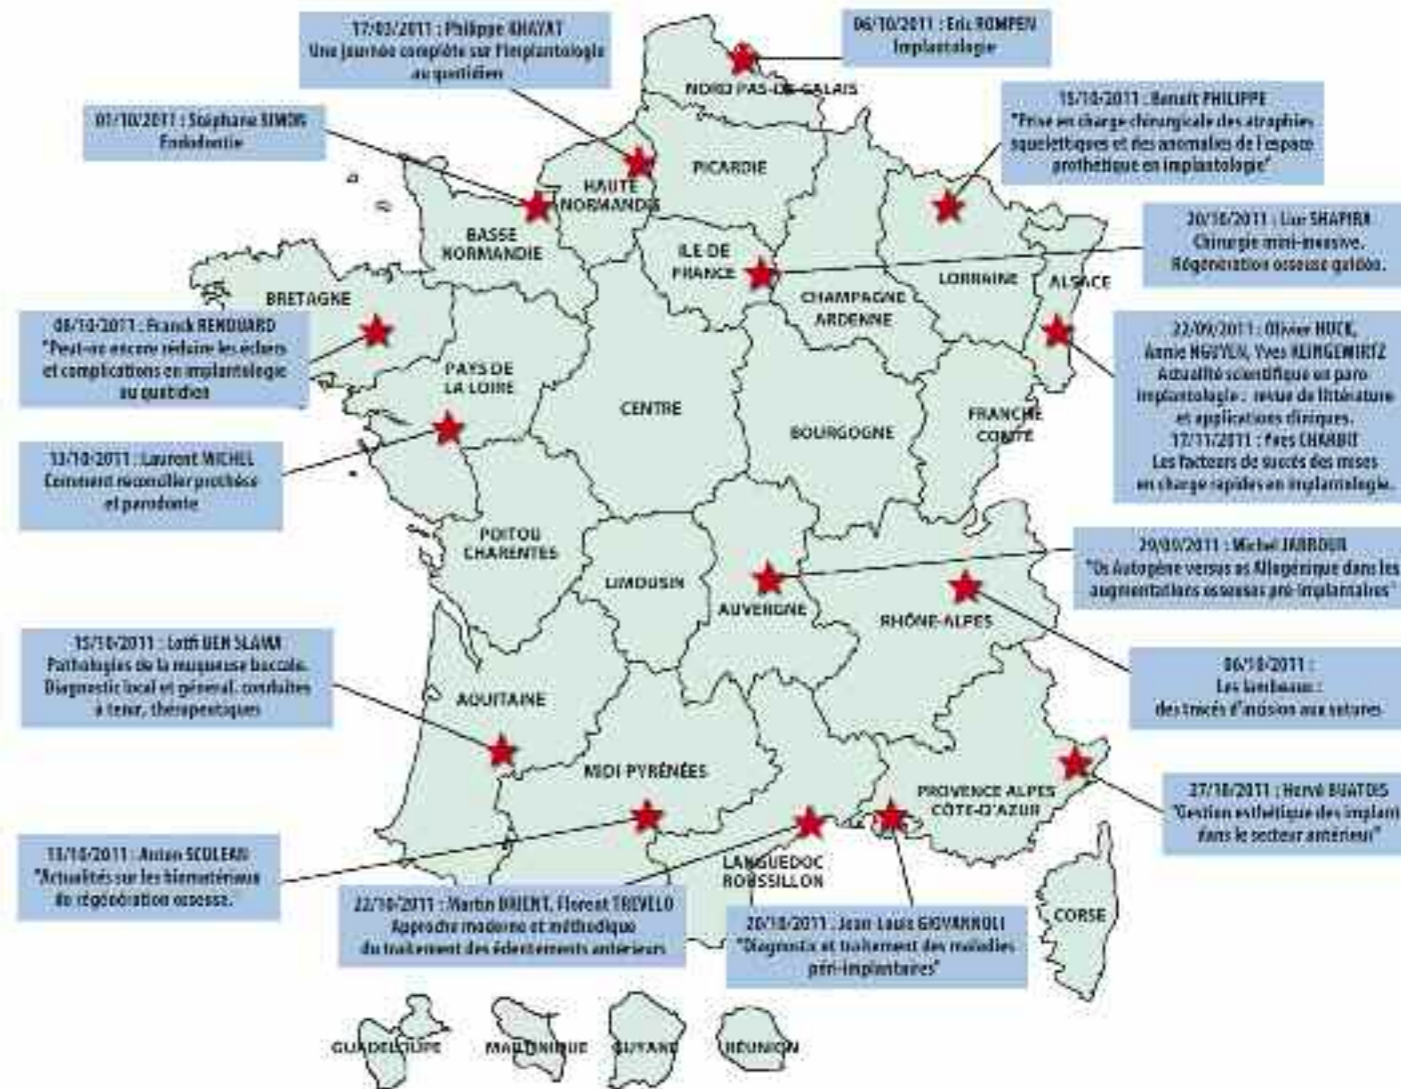 17/03/2011 : Philippe KHAYAT
Une journée complète sur l'implantologie
au quotidien
06/10/2011 : Eric ROMPEN
Implantologie
01/10/2011 : Stéphane SIMON
Endodontie
15/10/2011 : Benoît PHILIPPE
"Prise en charge chirurgicale des atrophies
squelettiques et des anomalies de l'espace
prothétique en implantologie"
20/10/2011 : Lior SHAPIRA
Chirurgie mini-invasive.
Régénération osseuse guidée.
08/10/2011 : Franck RENOUARD
"Peut-on encore réduire les échecs
et complications en implantologie
au quotidien
22/09/2011 : Olivier HUCK,
Annie NGUYEN, Yves KLINGEWIRTZ
Actualité scientifique en paro
implantologie : revue de littérature
et applications cliniques.
17/11/2011 : Yves CHARBIT
Les facteurs de succès des mises
en charge rapides en implantologie.
13/10/2011 : Laurent MICHEL
Comment reconcilier prothèse
et parodonte
29/09/2011 : Michel JABBOUR
"Os Autogène versus os Allogénique dans les
augmentations osseuses pré-implantaires"
15/10/2011 : Lotfi BEN SLAMA
Pathologies de la muqueuse buccale.
Diagnostic local et général, conduites
à tenir, thérapeutiques
06/10/2011 :
Les lambeaux :
des tracés d'incision aux sutures
27/10/2011 : Hervé BUATOIS
"Gestion esthétique des implant
dans le secteur antérieur"
13/10/2011 : Anton SCULEAN
"Actualités sur les biomatériaux
de régénération osseuse.
22/10/2011 : Martin BRIENT, Florent TREVELO
Approche moderne et méthodique
du traitement des édentements antérieurs
20/10/2011 : Jean-Louis GIOVANNOLI
"Diagnostic et traitement des maladies
péri-implantaires"
NORD PAS-DE-CALAIS
PICARDIE
HAUTE
NORMANDIE
BASSE
NORMANDIE
ILE DE
FRANCE
CHAMPAGNE
ARDENNE
LORRAINE
ALSACE
BRETAGNE
PAYS DE
LA LOIRE
CENTRE
BOURGOGNE
FRANCHE
COMTÉ
POITOU
CHARENTES
LIMOUSIN
AUVERGNE
RHÔNE-ALPES
AQUITAINE
MIDI-PYRÉNÉES
LANGUEDOC
ROUSSILLON
PROVENCE ALPES
CÔTE-D'AZUR
CORSE
GUADELOUPE
MARTINIQUE
GUYANE
RÉUNION